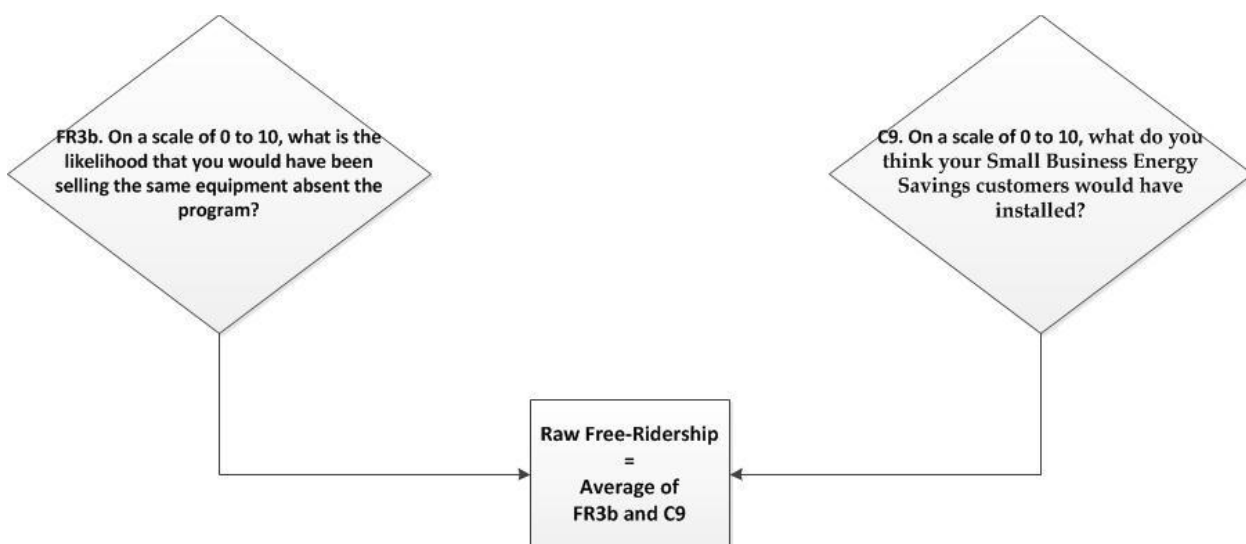 FR3b. On a scale of 0 to 10, what is the
likelihood that you would have been
selling the same equipment absent the
program?
C9. On a scale of 0 to 10, what do you
think your Small Business Energy
Savings customers would have
installed?
Raw Free-Ridership
=
Average of
FR3b and C9